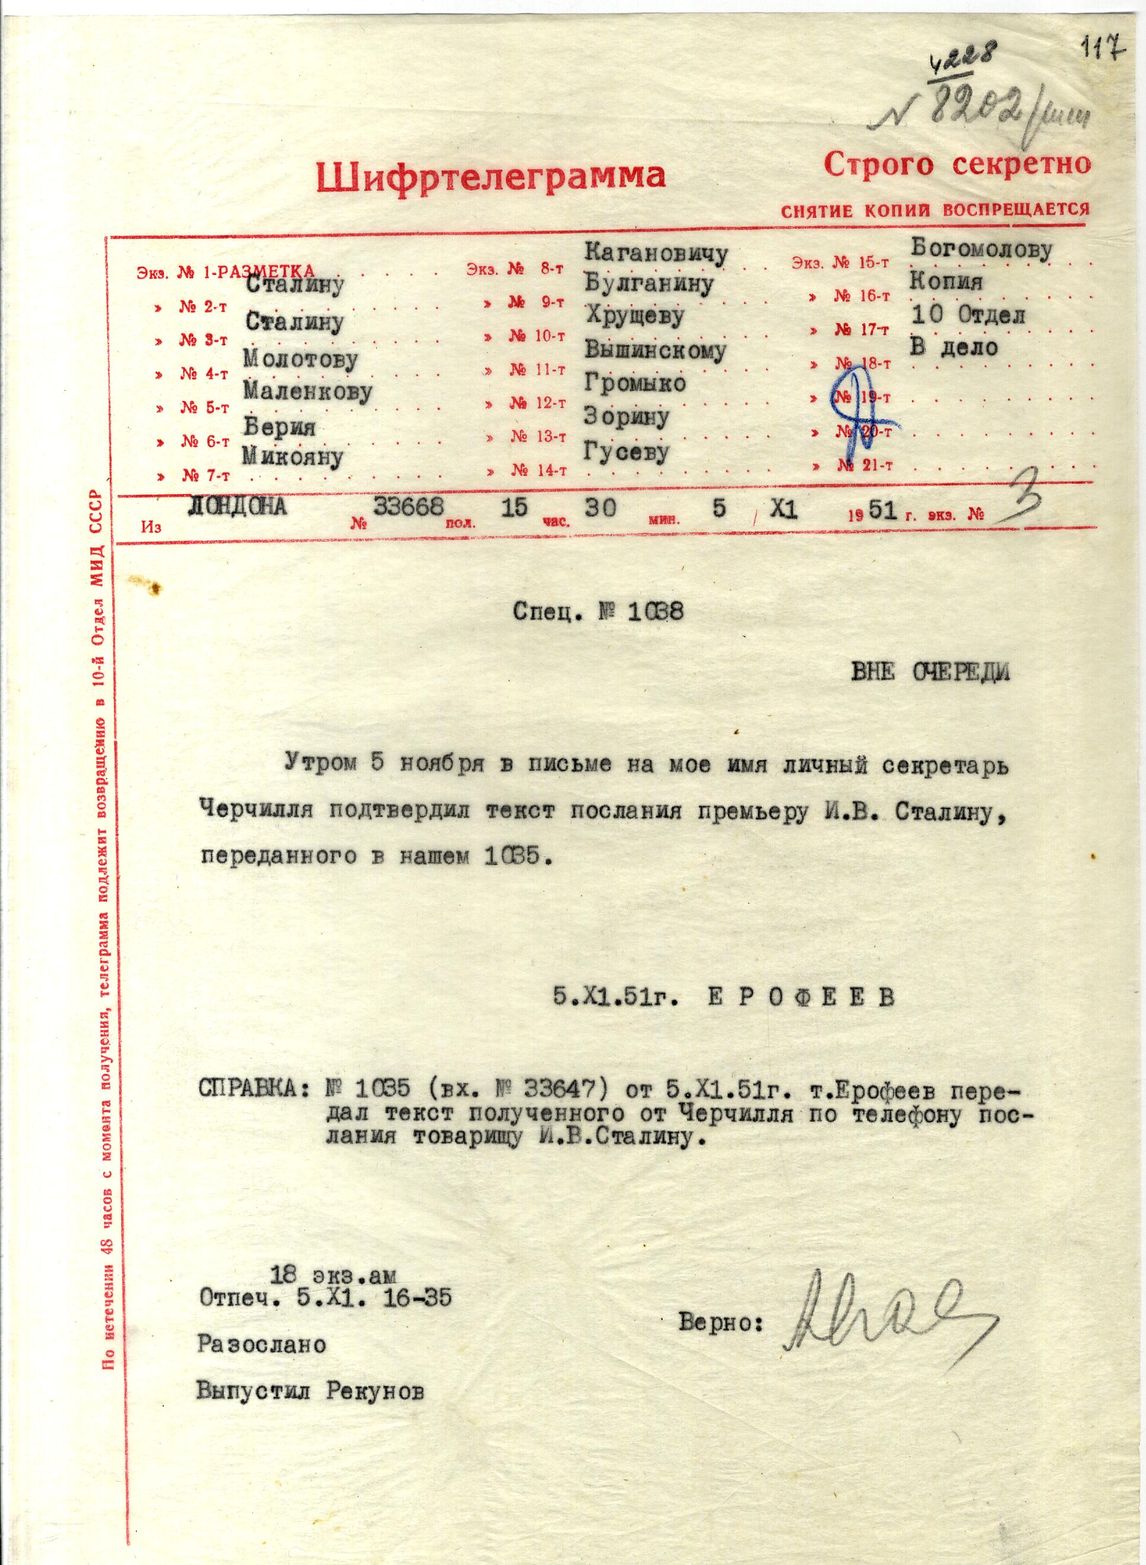 117
4228
N 8202/шт
Шифртелеграмма
Строго секретно
СНЯТИЕ КОПИЙ ВОСПРЕЩАЕТСЯ
Экз. № 1-РАЗМЕТКА Экз. № 8-т Кагановичу Экз. № 15-т Богомолову
» № 2-т Сталину » № 9-т Булганину » № 16-т Копия
» № 3-т Сталину » № 10-т Хрущеву » № 17-т 10 Отдел
» № 4-т Молотову » № 11-т Вышинскому » № 18-т В дело
» № 5-т Маленкову » № 12-т Громыко » № 19-т
» № 6-т Берия » № 13-т Зорину » № 20-т
» № 7-т Микояну » № 14-т Гусеву » № 21-т
Из ЛОНДОНА № 33668 пол. 15 час. 30 мин. 5 / X1 1951 г. экз. № 3
По истечении 48 часов с момента получения, телеграмма подлежит возвращению в 10-й Отдел МИД СССР
Спец. № 1038
ВНЕ ОЧЕРЕДИ
Утром 5 ноября в письме на мое имя личный секретарь
Черчилля подтвердил текст послания премьеру И.В. Сталину,
переданного в нашем 1035.
5.X1.51г. Е Р О Ф Е Е В
СПРАВКА: № 1035 (вх. № 33647) от 5.X1.51г. т.Ерофеев пере-
дал текст полученного от Черчилля по телефону пос-
лания товарищу И.В.Сталину.
18 экз.ам
Отпеч. 5.X1. 16-35
Верно:
Разослано
Выпустил Рекунов